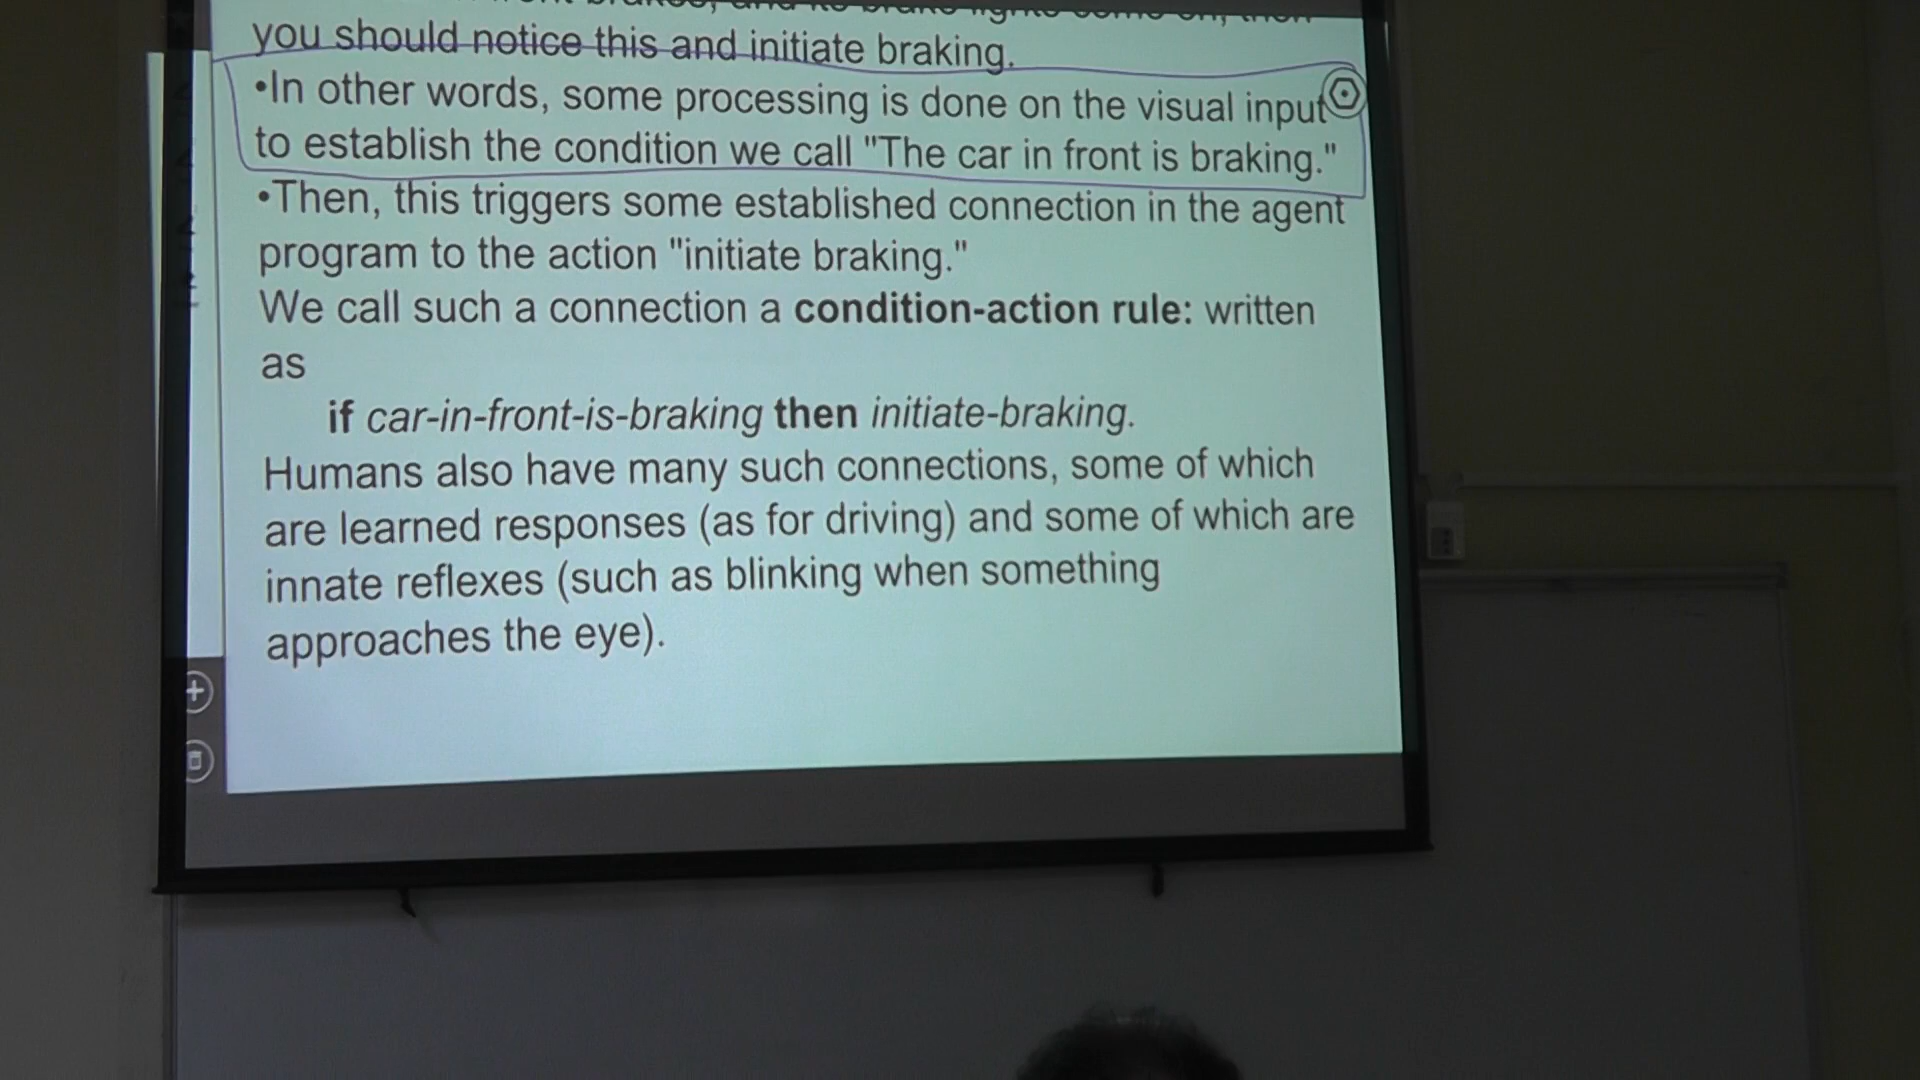 you should notice this and initiate braking.
•In other words, some processing is done on the visual input
to establish the condition we call "The car in front is braking."
•Then, this triggers some established connection in the agent
program to the action "initiate braking."
We call such a connection a condition-action rule: written
as
if car-in-front-is-braking then initiate-braking.
Humans also have many such connections, some of which
are learned responses (as for driving) and some of which are
innate reflexes (such as blinking when something
approaches the eye).